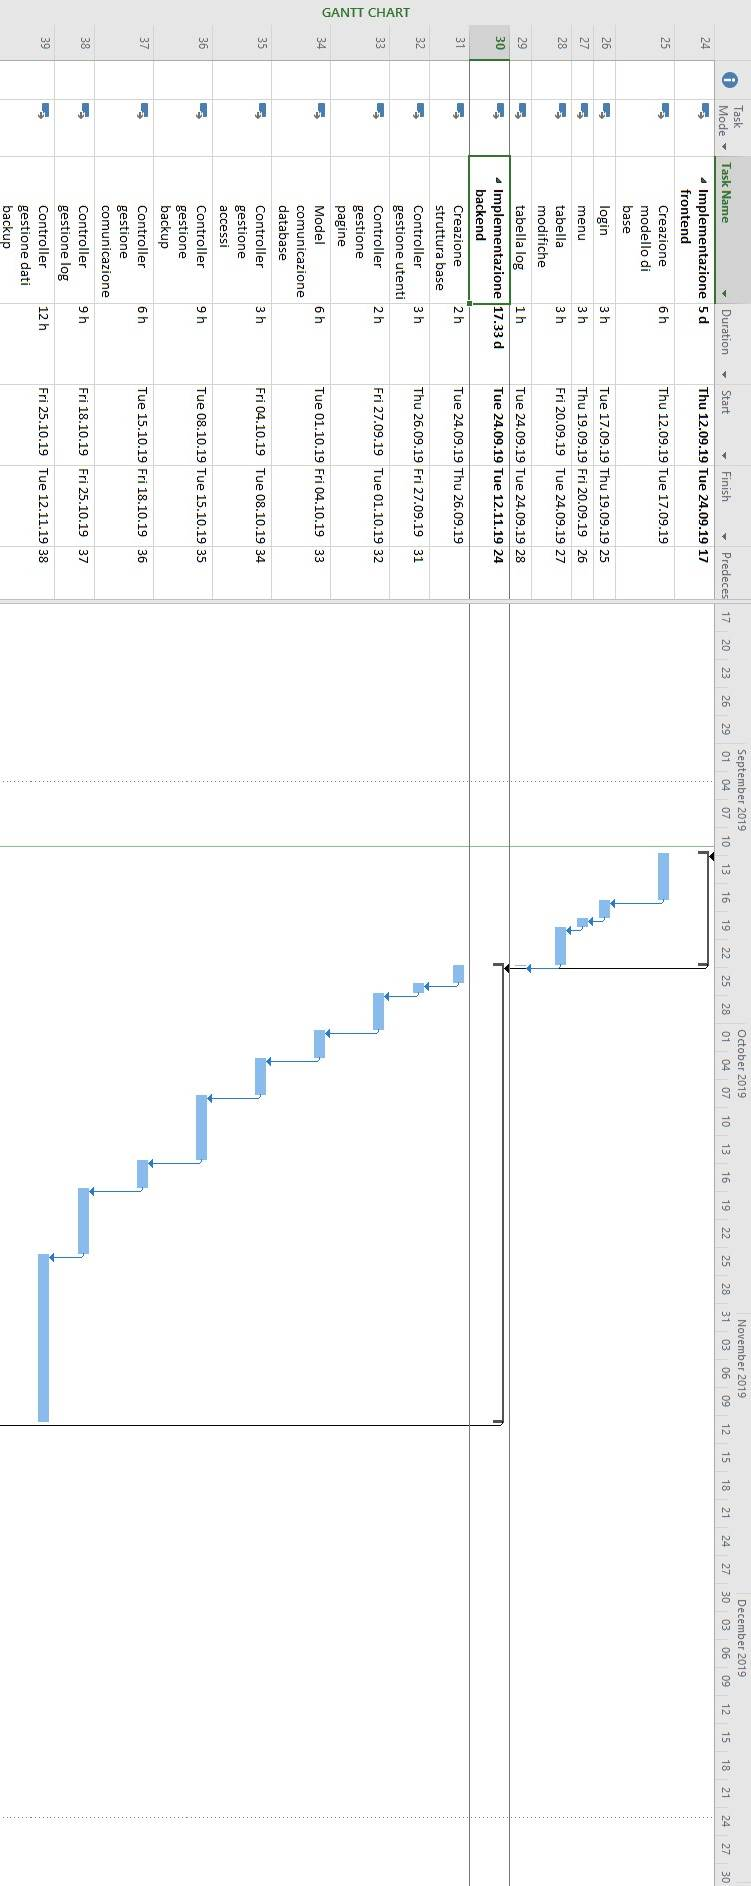 GANTT CHART
Task
Mode
Task Name
Duration
Start
Finish
Predeces
24
Implementazione
frontend
5 d
Thu 12.09.19
Tue 24.09.19
17
25
Creazione
modello di
base
6 h
Thu 12.09.19
Tue 17.09.19
26
login
3 h
Tue 17.09.19
Thu 19.09.19
25
27
menu
3 h
Thu 19.09.19
Fri 20.09.19
26
28
tabella
modifiche
3 h
Fri 20.09.19
Tue 24.09.19
27
29
tabella log
1 h
Tue 24.09.19
Tue 24.09.19
28
30
Implementazione
backend
17.33 d
Tue 24.09.19
Tue 12.11.19
24
31
Creazione
struttura base
2 h
Tue 24.09.19
Thu 26.09.19
32
Controller
gestione utenti
3 h
Thu 26.09.19
Fri 27.09.19
31
33
Controller
gestione
pagine
2 h
Fri 27.09.19
Tue 01.10.19
32
34
Model
comunicazione
database
6 h
Tue 01.10.19
Fri 04.10.19
33
35
Controller
gestione
accessi
3 h
Fri 04.10.19
Tue 08.10.19
34
36
Controller
gestione
backup
9 h
Tue 08.10.19
Tue 15.10.19
35
37
Controller
gestione
comunicazione
6 h
Tue 15.10.19
Fri 18.10.19
36
38
Controller
gestione log
9 h
Fri 18.10.19
Fri 25.10.19
37
39
Controller
gestione dati
backup
12 h
Fri 25.10.19
Tue 12.11.19
38
September 2019
October 2019
November 2019
December 2019
17 20 23 26 29 01 04 07 10 13 16 19 22 25 28 01 04 07 10 13 16 19 22 25 28 31 03 06 09 12 15 18 21 24 27 30 03 06 09 12 15 18 21 24 27 30